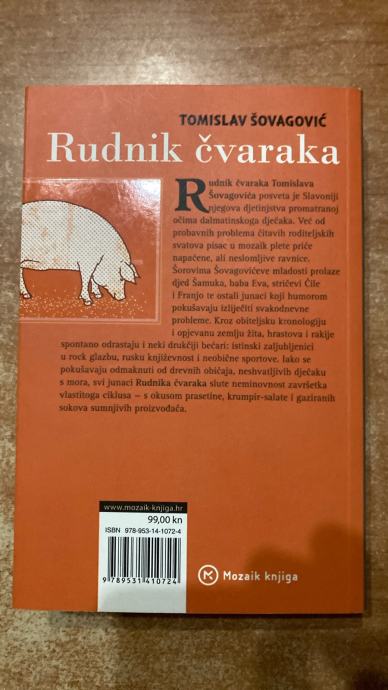 TOMISLAV ŠOVAGOVIĆ
Rudnik čvaraka
Rudnik čvaraka Tomislava
Šovagovića posveta je Slavoniji
njegova djetinjstva promatranoj
očima dalmatinskoga dječaka. Već od
probavnih problema čitavih roditeljskih
svatova pisac u mozaik plete priče
napaćene, ali neslomljive ravnice.
Šorovima Šovagovićeve mladosti prolaze
djed Šamuka, baba Eva, stričevi Ćile
i Franjo te ostali junaci koji humorom
pokušavaju izliječiti svakodnevne
probleme. Kroz obiteljsku kronologiju
i opjevanu zemlju žita, hrastova i rakije
spontano odrastaju i neki drukčiji bećari: istinski zaljubljenici
u rock glazbu, rusku književnost i neobične sportove. Iako se
pokušavaju odmaknuti od drevnih običaja, neshvatljivih dječaku
s mora, svi junaci Rudnika čvaraka slute neminovnost završetka
vlastitoga ciklusa – s okusom prasetine, krumpir-salate i gaziranih
sokova sumnjivih proizvođača.
www.mozaik-knjiga.hr
99,00 kn
ISBN 978-953-14-1072-4
9 789531 410724
Mozaik knjiga